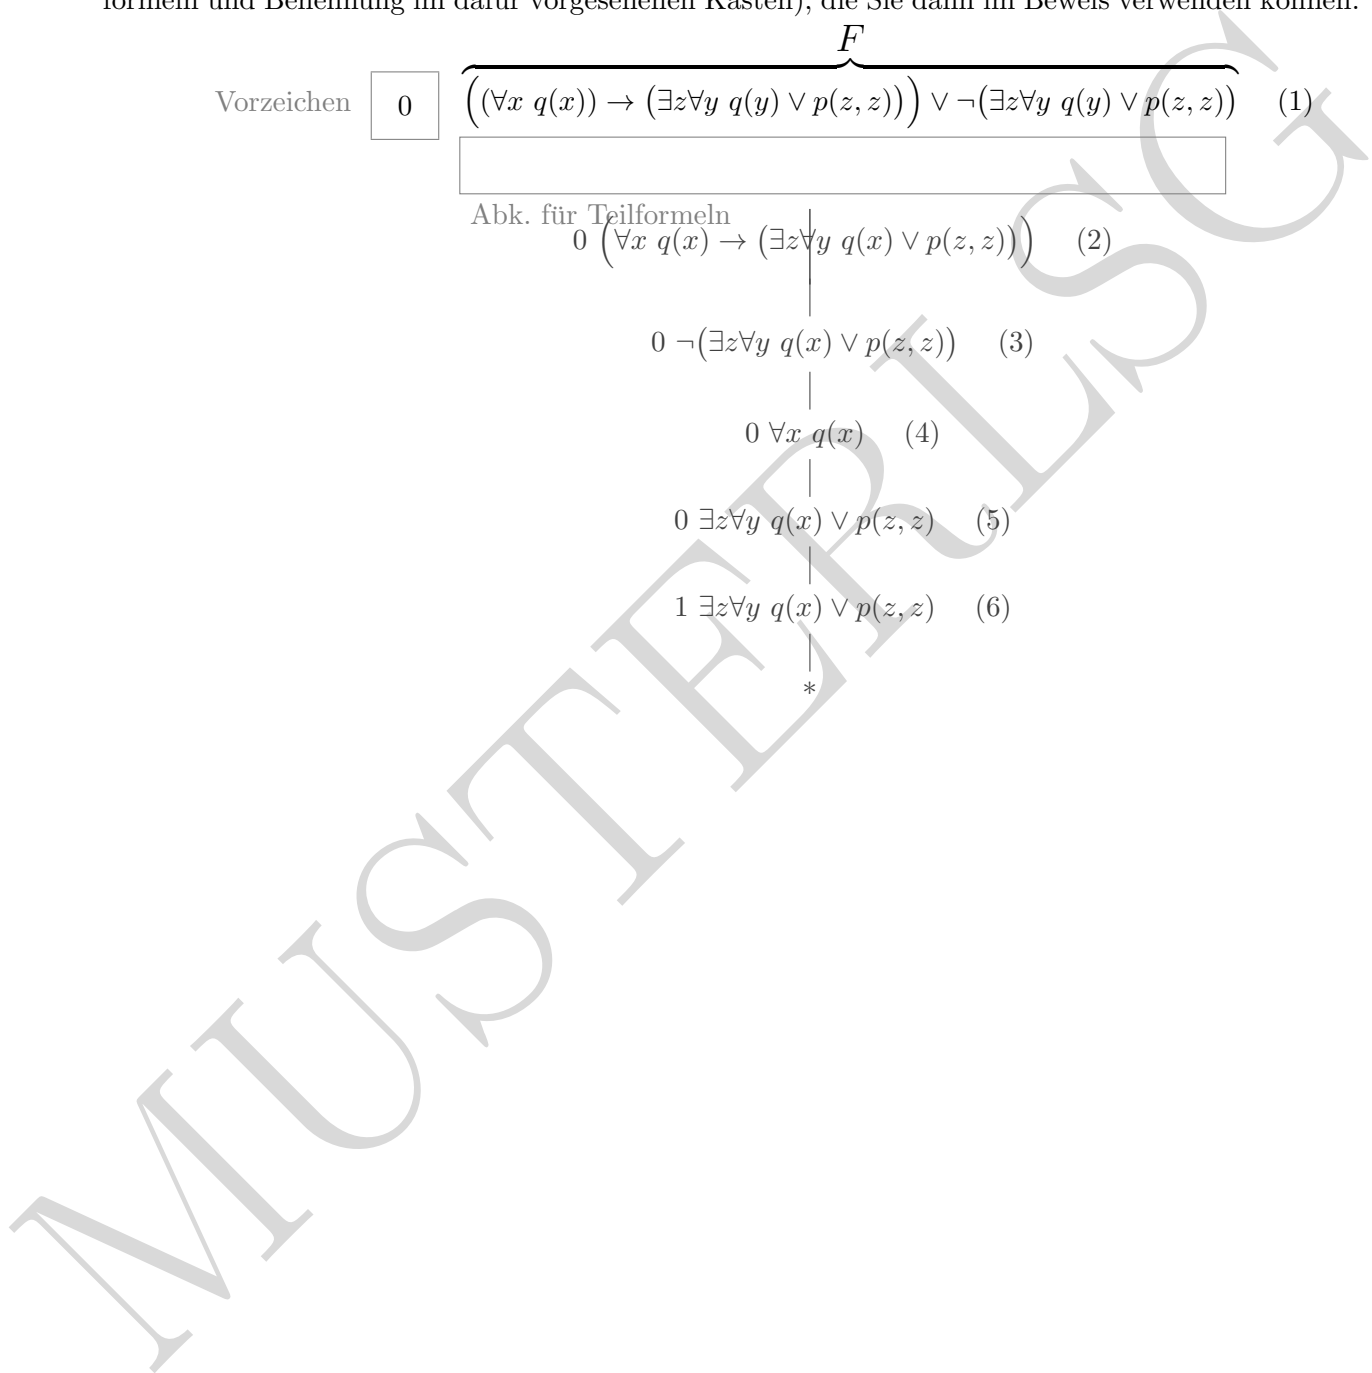 formeln und Benennung im dafür vorgesehenen Kasten), die Sie dann im Beweis verwenden können.
F
Vorzeichen 0 ((∀x q(x)) → (∃z∀y q(y) ∨ p(z, z))) ∨ ¬(∃z∀y q(y) ∨ p(z, z)) (1)
Abk. für Teilformeln
0 (∀x q(x) → (∃z∀y q(x) ∨ p(z, z))) (2)
0 ¬(∃z∀y q(x) ∨ p(z, z)) (3)
0 ∀x q(x) (4)
0 ∃z∀y q(x) ∨ p(z, z) (5)
1 ∃z∀y q(x) ∨ p(z, z) (6)
*
MUSTERLSG